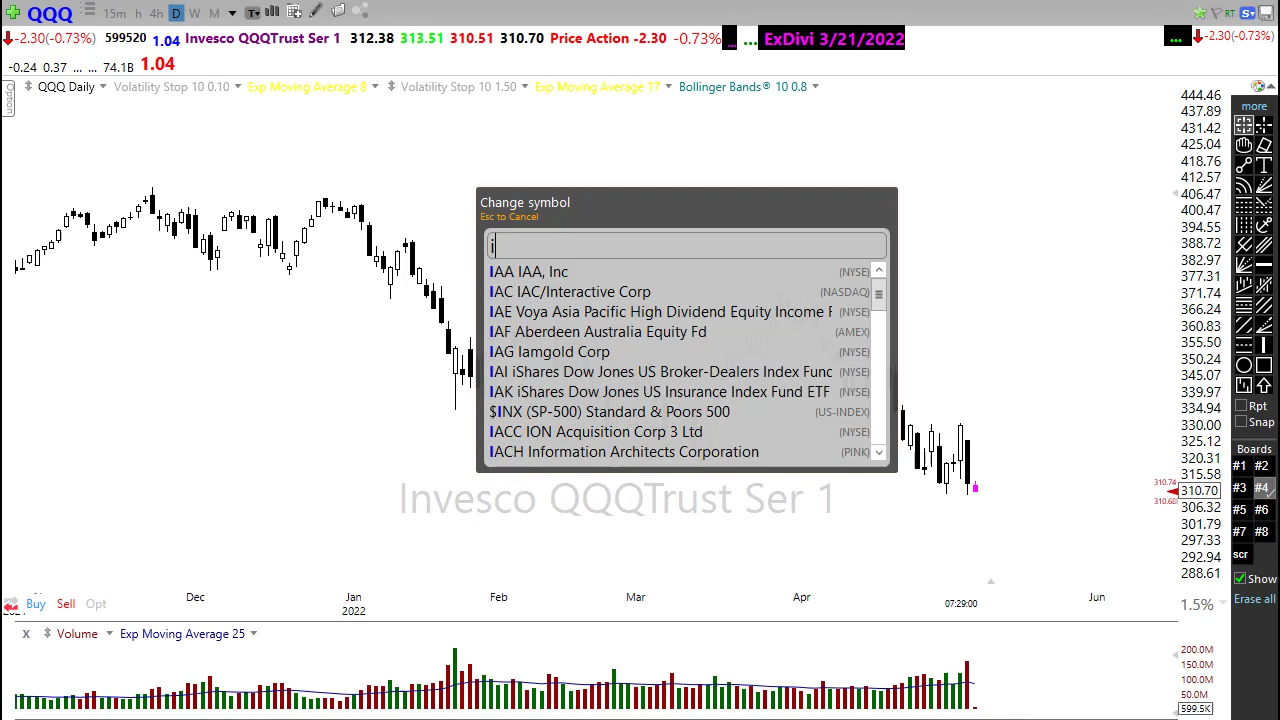 QQQ 15m h 4h D W M T
RT S
-2.30(-0.73%) 599520 1.04 Invesco QQQTrust Ser 1 312.38 313.51 310.51 310.70 Price Action -2.30 -0.73% ... ... ExDivi 3/21/2022 ... -2.30(-0.73%)
-0.24 0.37 ... ... 74.1B 1.04
Option
QQQ Daily Volatility Stop 10 0.10 Exp Moving Average 8 Volatility Stop 10 1.50 Exp Moving Average 17 Bollinger Bands® 10 0.8
Change symbol
Esc to Cancel
i
IAA IAA, Inc (NYSE)
IAC IAC/Interactive Corp (NASDAQ)
IAE Voya Asia Pacific High Dividend Equity Income F (NYSE)
IAF Aberdeen Australia Equity Fd (AMEX)
IAG Iamgold Corp (NYSE)
IAI iShares Dow Jones US Broker-Dealers Index Func (NYSE)
IAK iShares Dow Jones US Insurance Index Fund ETF (NYSE)
$INX (SP-500) Standard & Poors 500 (US-INDEX)
IACC ION Acquisition Corp 3 Ltd (NYSE)
IACH Information Architects Corporation (PINK)
Invesco QQQTrust Ser 1
444.46
437.89
431.42
425.04
418.76
412.57
406.47
400.47
394.55
388.72
382.97
377.31
371.74
366.24
360.83
355.50
350.24
345.07
339.97
334.94
330.00
325.12
320.31
315.58
310.74
310.70
310.68
306.32
301.79
297.33
292.94
288.61
more
T
Rpt
Snap
Boards
#1 #2
#3 #4
#5 #6
#7 #8
scr
Show
Erase all
Dec Jan Feb Mar Apr 07:29:00 Jun
2022
Buy Sell Opt
1.5%
x Volume Exp Moving Average 25
200.0M
150.0M
100.0M
50.0M
599.5K